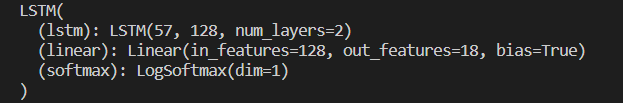 LSTM(
  (lstm): LSTM(57, 128, num_layers=2)
  (linear): Linear(in_features=128, out_features=18, bias=True)
  (softmax): LogSoftmax(dim=1)
)